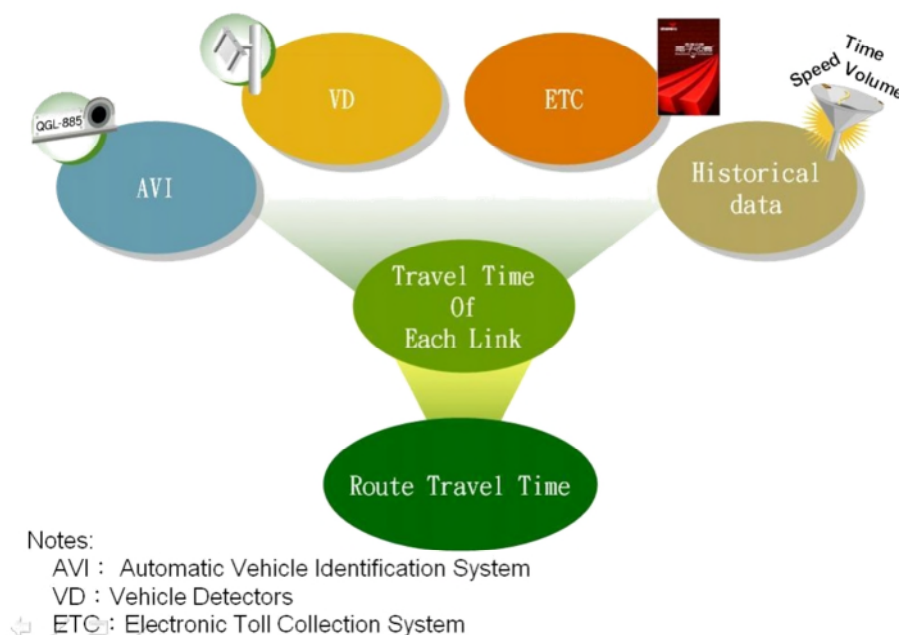 Time
Speed Volume
QGL-885
VD
ETC
AVI
Historical
data
Travel Time
Of
Each Link
Route Travel Time
Notes:
AVI： Automatic Vehicle Identification System
VD：Vehicle Detectors
ETC：Electronic Toll Collection System